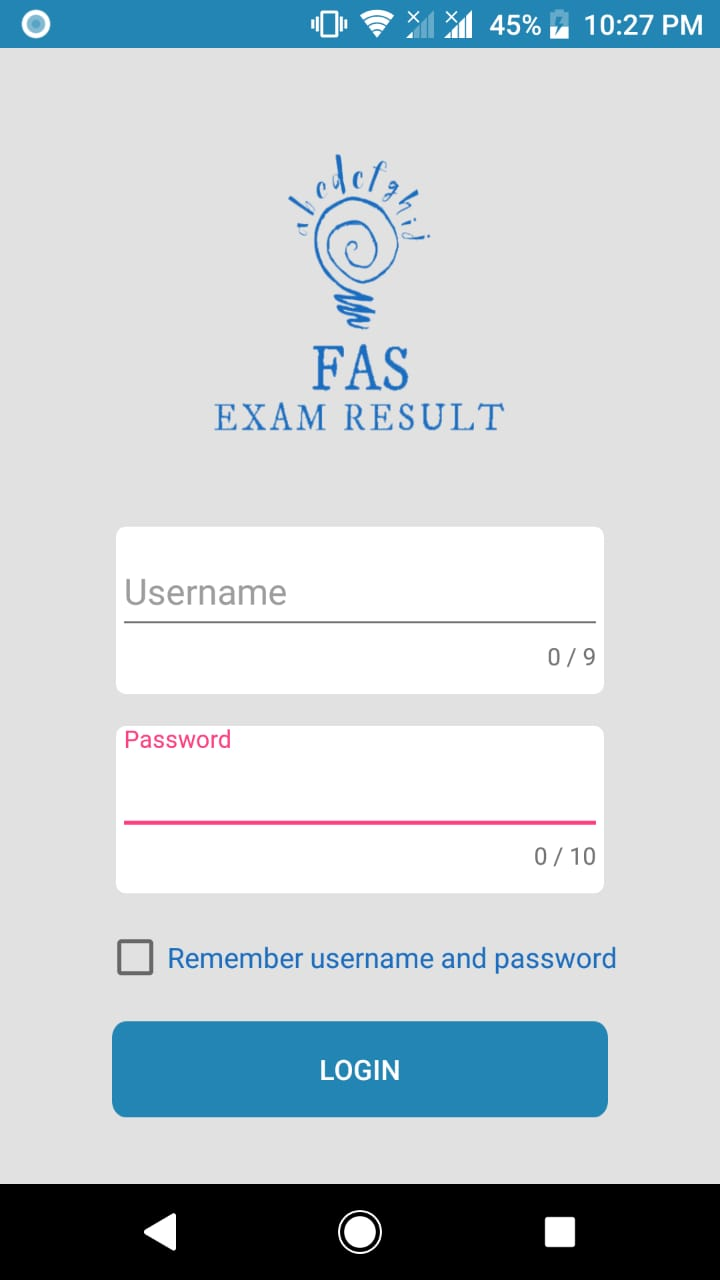 45% 10:27 PM
abcdefghij
FAS
EXAM RESULT
Username
0 / 9
Password
0 / 10
Remember username and password
LOGIN